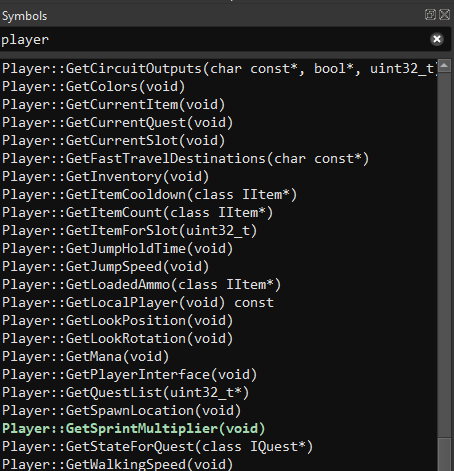 Symbols
player
Player::GetCircuitOutputs(char const*, bool*, uint32_t)
Player::GetColors(void)
Player::GetCurrentItem(void)
Player::GetCurrentQuest(void)
Player::GetCurrentSlot(void)
Player::GetFastTravelDestinations(char const*)
Player::GetInventory(void)
Player::GetItemCooldown(class IItem*)
Player::GetItemCount(class IItem*)
Player::GetItemForSlot(uint32_t)
Player::GetJumpHoldTime(void)
Player::GetJumpSpeed(void)
Player::GetLoadedAmmo(class IItem*)
Player::GetLocalPlayer(void) const
Player::GetLookPosition(void)
Player::GetLookRotation(void)
Player::GetMana(void)
Player::GetPlayerInterface(void)
Player::GetQuestList(uint32_t*)
Player::GetSpawnLocation(void)
Player::GetSprintMultiplier(void)
Player::GetStateForQuest(class IQuest*)
Player::GetWalkingSpeed(void)